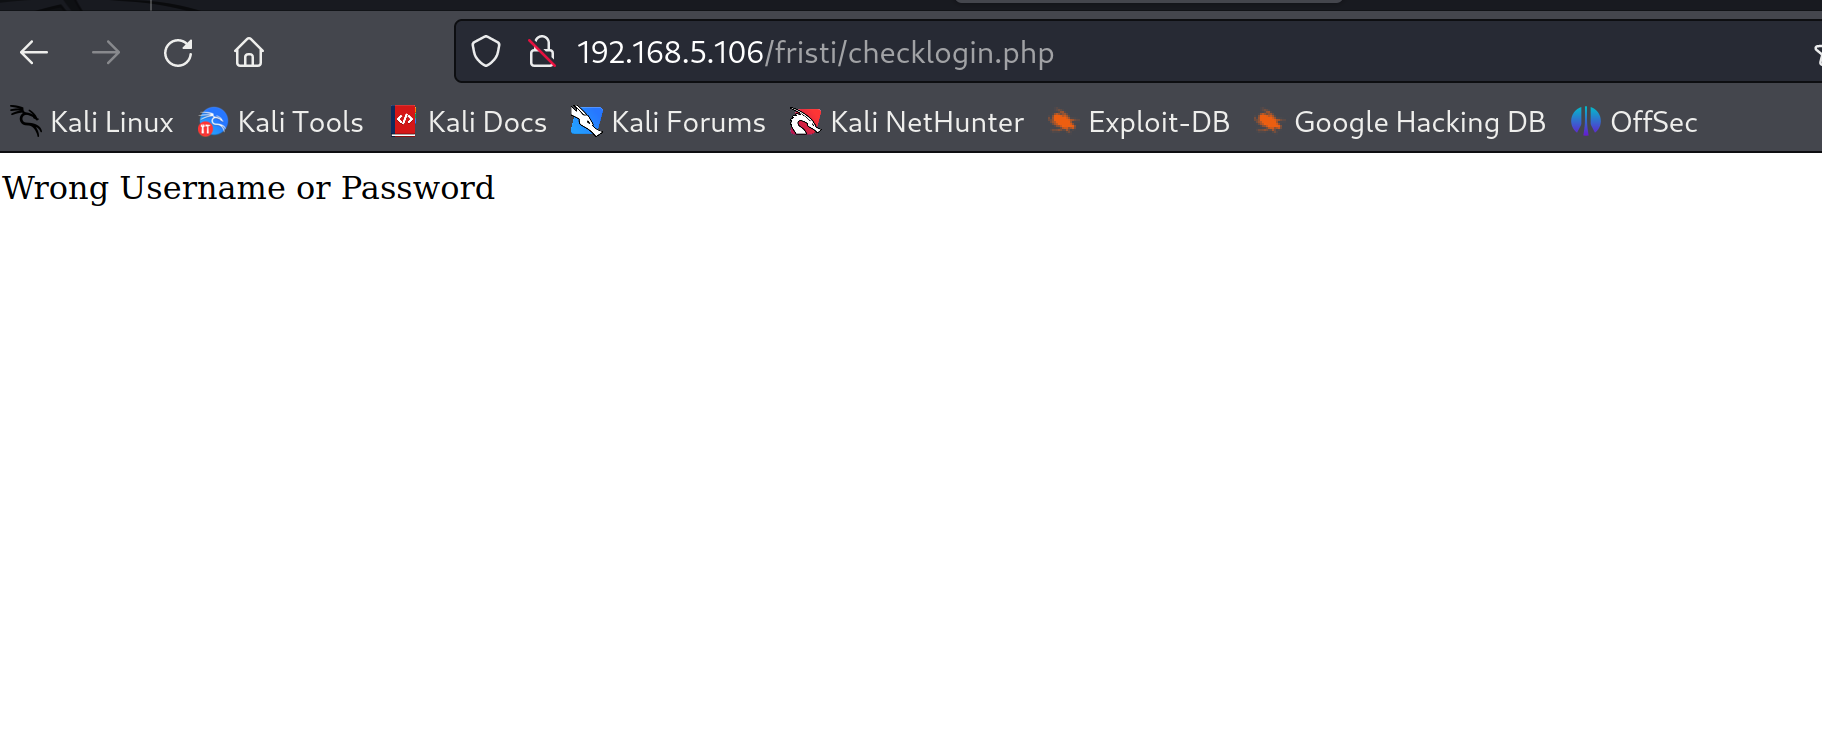 192.168.5.106/fristi/checklogin.php
Kali Linux Kali Tools Kali Docs Kali Forums Kali NetHunter Exploit-DB Google Hacking DB OffSec
Wrong Username or Password